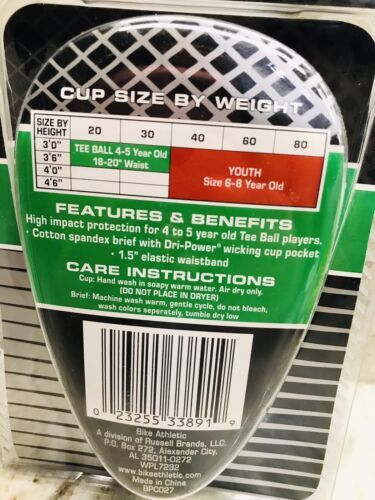 CUP SIZE BY WEIGHT
SIZE BY HEIGHT 20 30 40 60 80
3'0" TEE BALL 4-5 Year Old
3'6" 18-20" Waist YOUTH
4'0" Size 6-8 Year Old
4'6"
FEATURES & BENEFITS
High impact protection for 4 to 5 year old Tee Ball players.
• Cotton spandex brief with Dri-Power® wicking cup pocket
• 1.5" elastic waistband
CARE INSTRUCTIONS
Cup: Hand wash in soapy warm water. Air dry only.
(DO NOT PLACE IN DRYER)
Brief: Machine wash warm, gentle cycle, do not bleach,
wash colors seperately, tumble dry low
0 23255 33891 9
Bike Athletic
A division of Russell Brands, LLC.
P.O. Box 272, Alexander City,
AL 35011-0272
WPL7232
www.bikeathletic.com
Made in China
BPC027